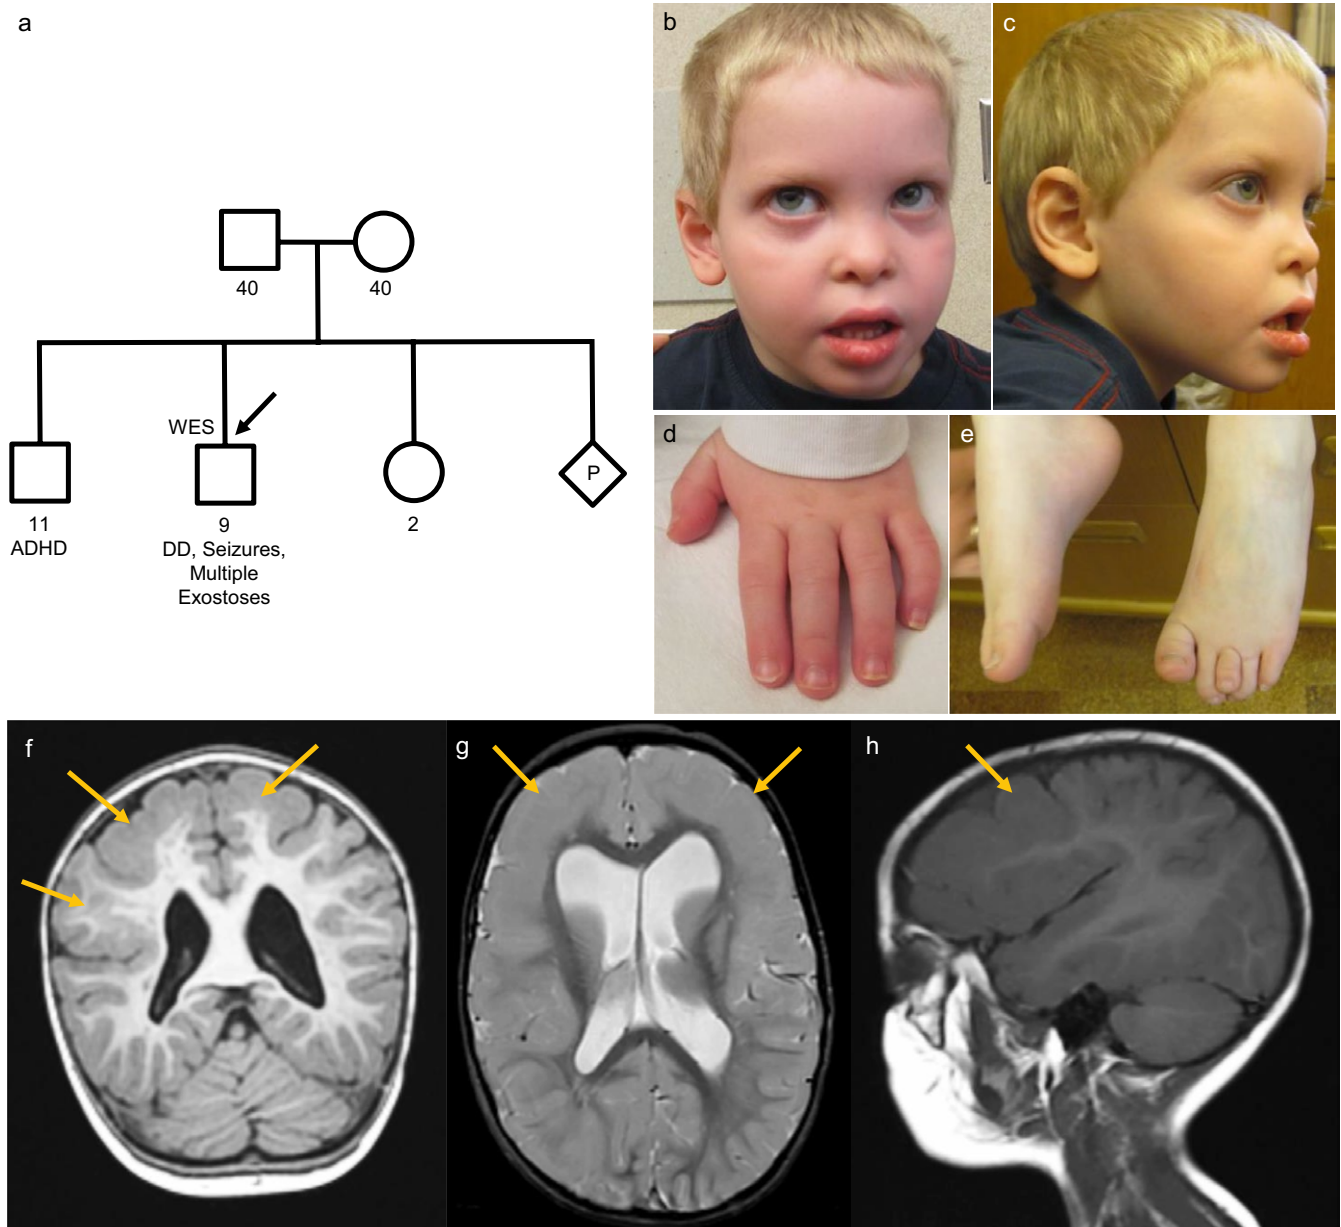 a
b
c
40
40
WES
P
11
ADHD
9
DD, Seizures,
Multiple
Exostoses
2
d
e
f
g
h